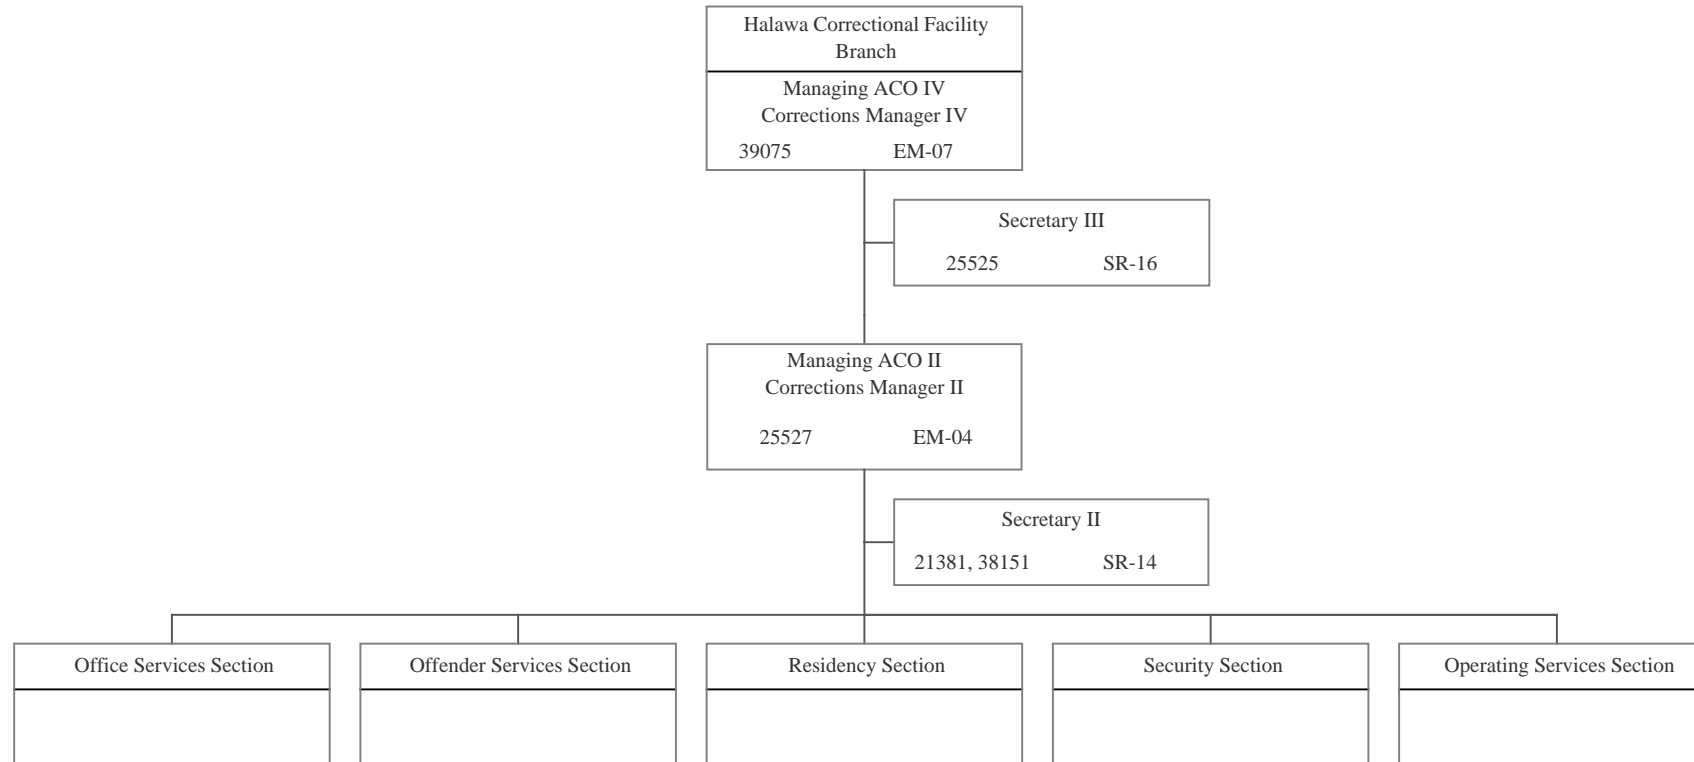 Halawa Correctional Facility
Branch
Managing ACO IV
Corrections Manager IV
39075 EM-07
Secretary III
25525 SR-16
Managing ACO II
Corrections Manager II
25527 EM-04
Secretary II
21381, 38151 SR-14
Office Services Section
Offender Services Section
Residency Section
Security Section
Operating Services Section